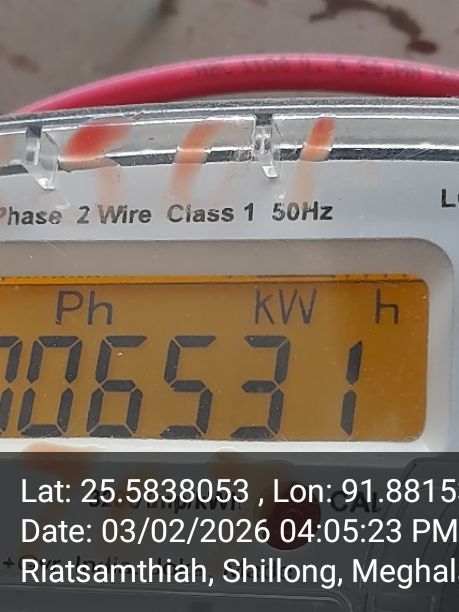 Phase 2 Wire Class 1 50Hz
Ph kW h
006531
Lat: 25.5838053 , Lon: 91.8815
CAL
Date: 03/02/2026 04:05:23 PM
Riatsamthiah, Shillong, Meghal